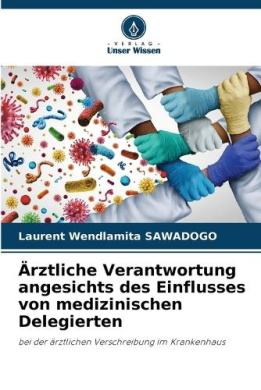 - VERLAG -
Unser Wissen
Laurent Wendlamita SAWADOGO
Ärztliche Verantwortung
angesichts des Einflusses
von medizinischen
Delegierten
bei der ärztlichen Verschreibung im Krankenhaus